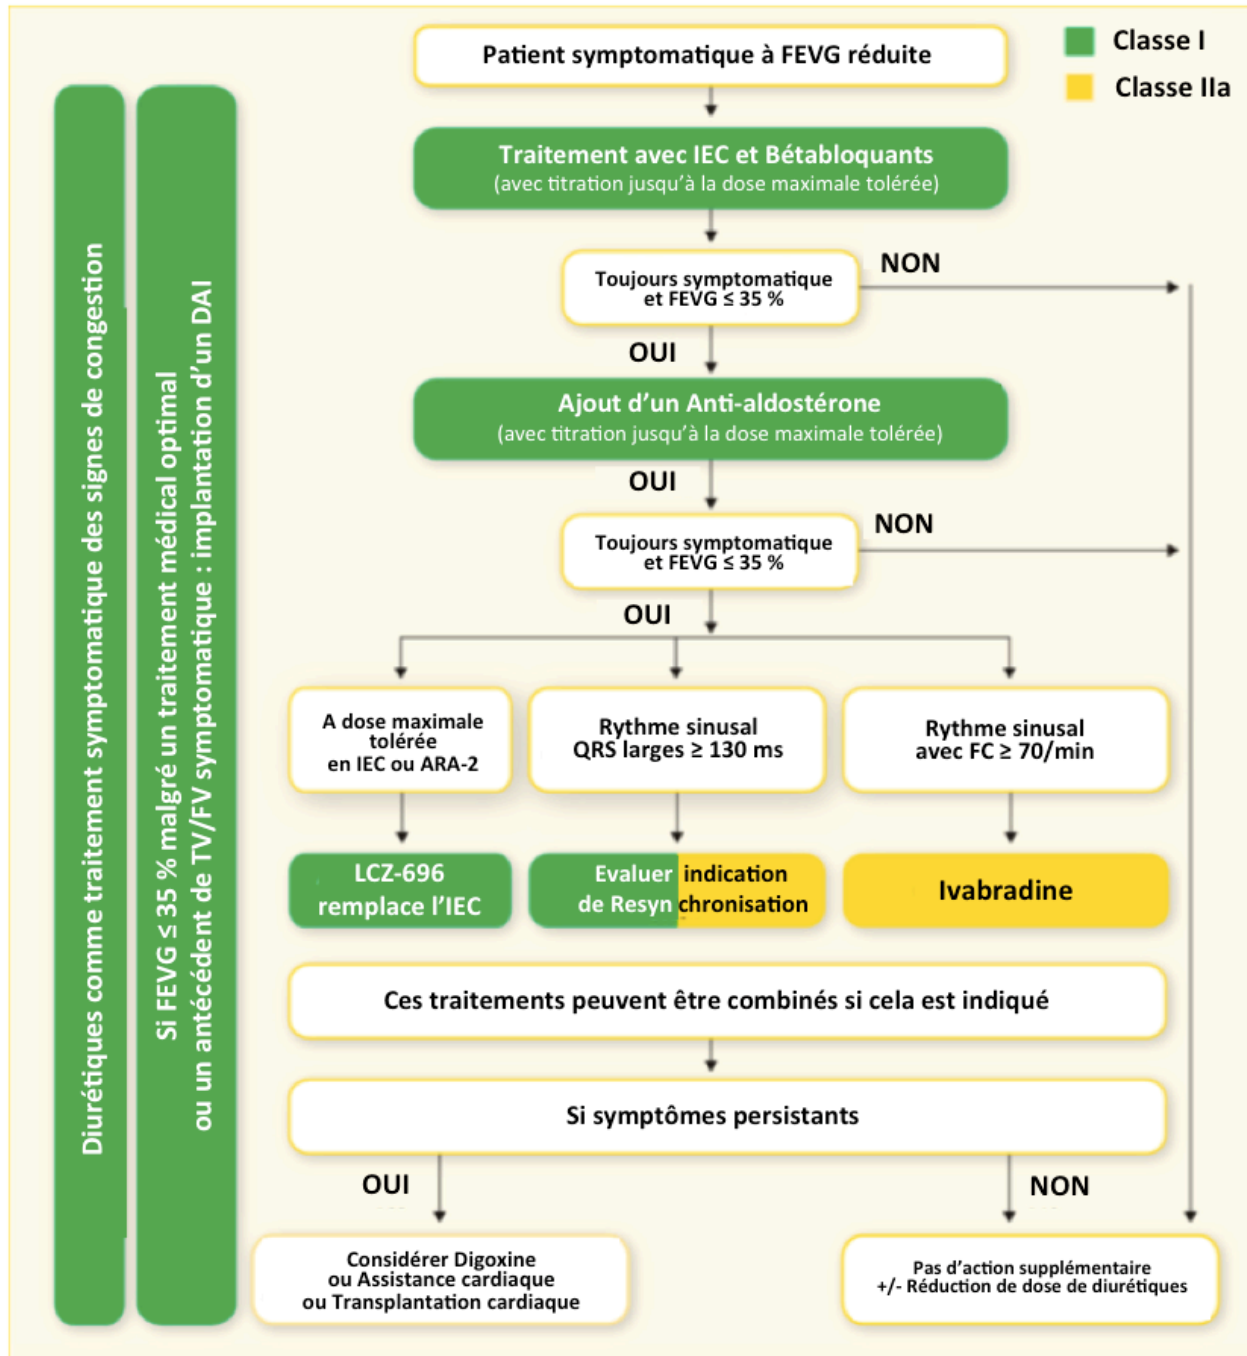 Patient symptomatique à FEVG réduite
Classe I
Classe IIa
Traitement avec IEC et Bétabloquants
(avec titration jusqu'à la dose maximale tolérée)
Toujours symptomatique
et FEVG ≤ 35 %
NON
OUI
Ajout d'un Anti-aldostérone
(avec titration jusqu'à la dose maximale tolérée)
OUI
Toujours symptomatique
et FEVG ≤ 35 %
NON
OUI
A dose maximale
tolérée
en IEC ou ARA-2
Rythme sinusal
QRS larges ≥ 130 ms
Rythme sinusal
avec FC ≥ 70/min
LCZ-696
remplace l'IEC
Evaluer indication
de Resynchronisation
Ivabradine
Ces traitements peuvent être combinés si cela est indiqué
Si symptômes persistants
OUI
NON
Considérer Digoxine
ou Assistance cardiaque
ou Transplantation cardiaque
Pas d'action supplémentaire
+/- Réduction de dose de diurétiques
Diurétiques comme traitement symptomatique des signes de congestion
Si FEVG ≤ 35 % malgré un traitement médical optimal
ou un antécédent de TV/FV symptomatique : implantation d'un DAI